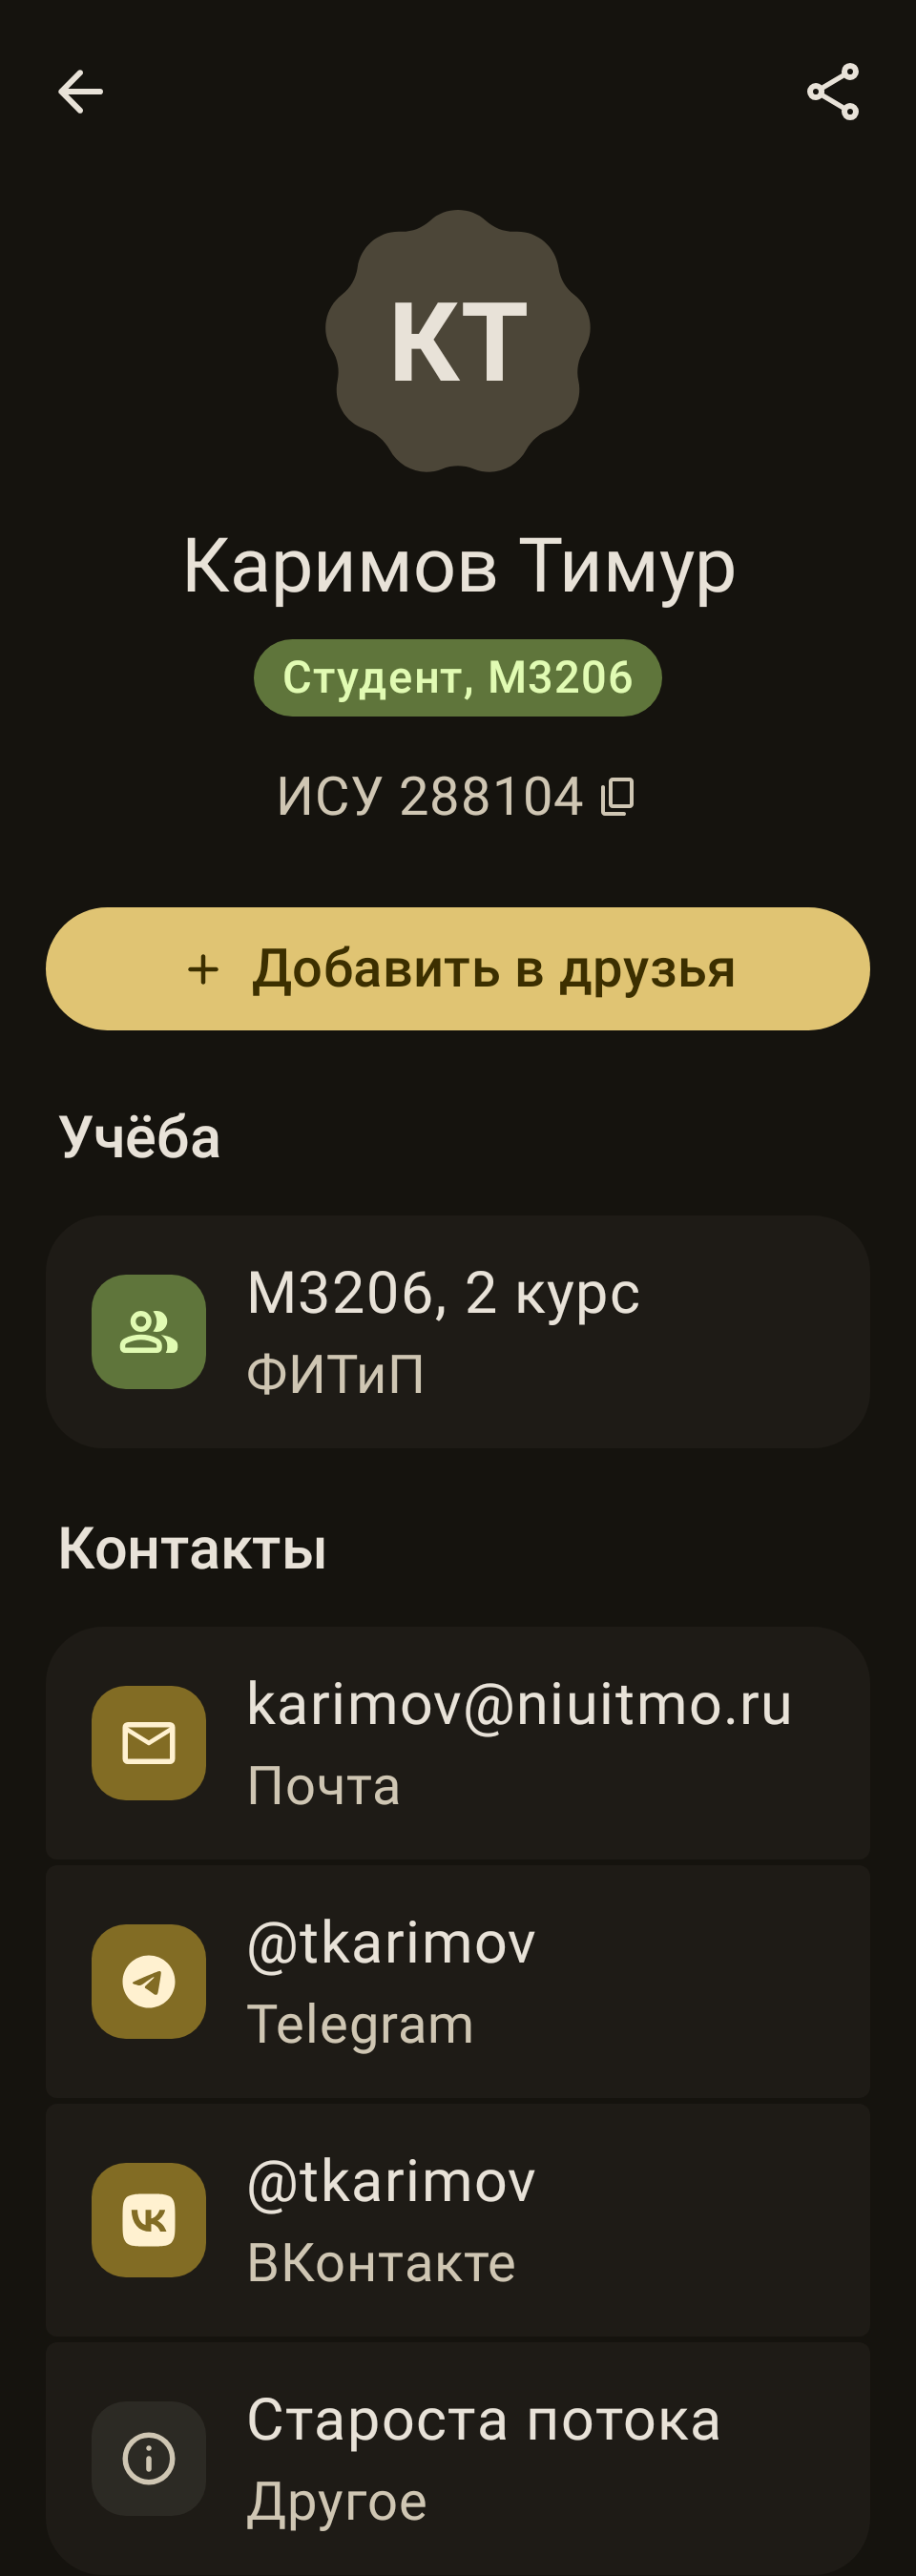 КТ
Каримов Тимур
Студент, М3206
ИСУ 288104
+ Добавить в друзья
Учёба
М3206, 2 курс
ФИТиП
Контакты
karimov@niuitmo.ru
Почта
@tkarimov
Telegram
@tkarimov
ВКонтакте
Староста потока
Другое